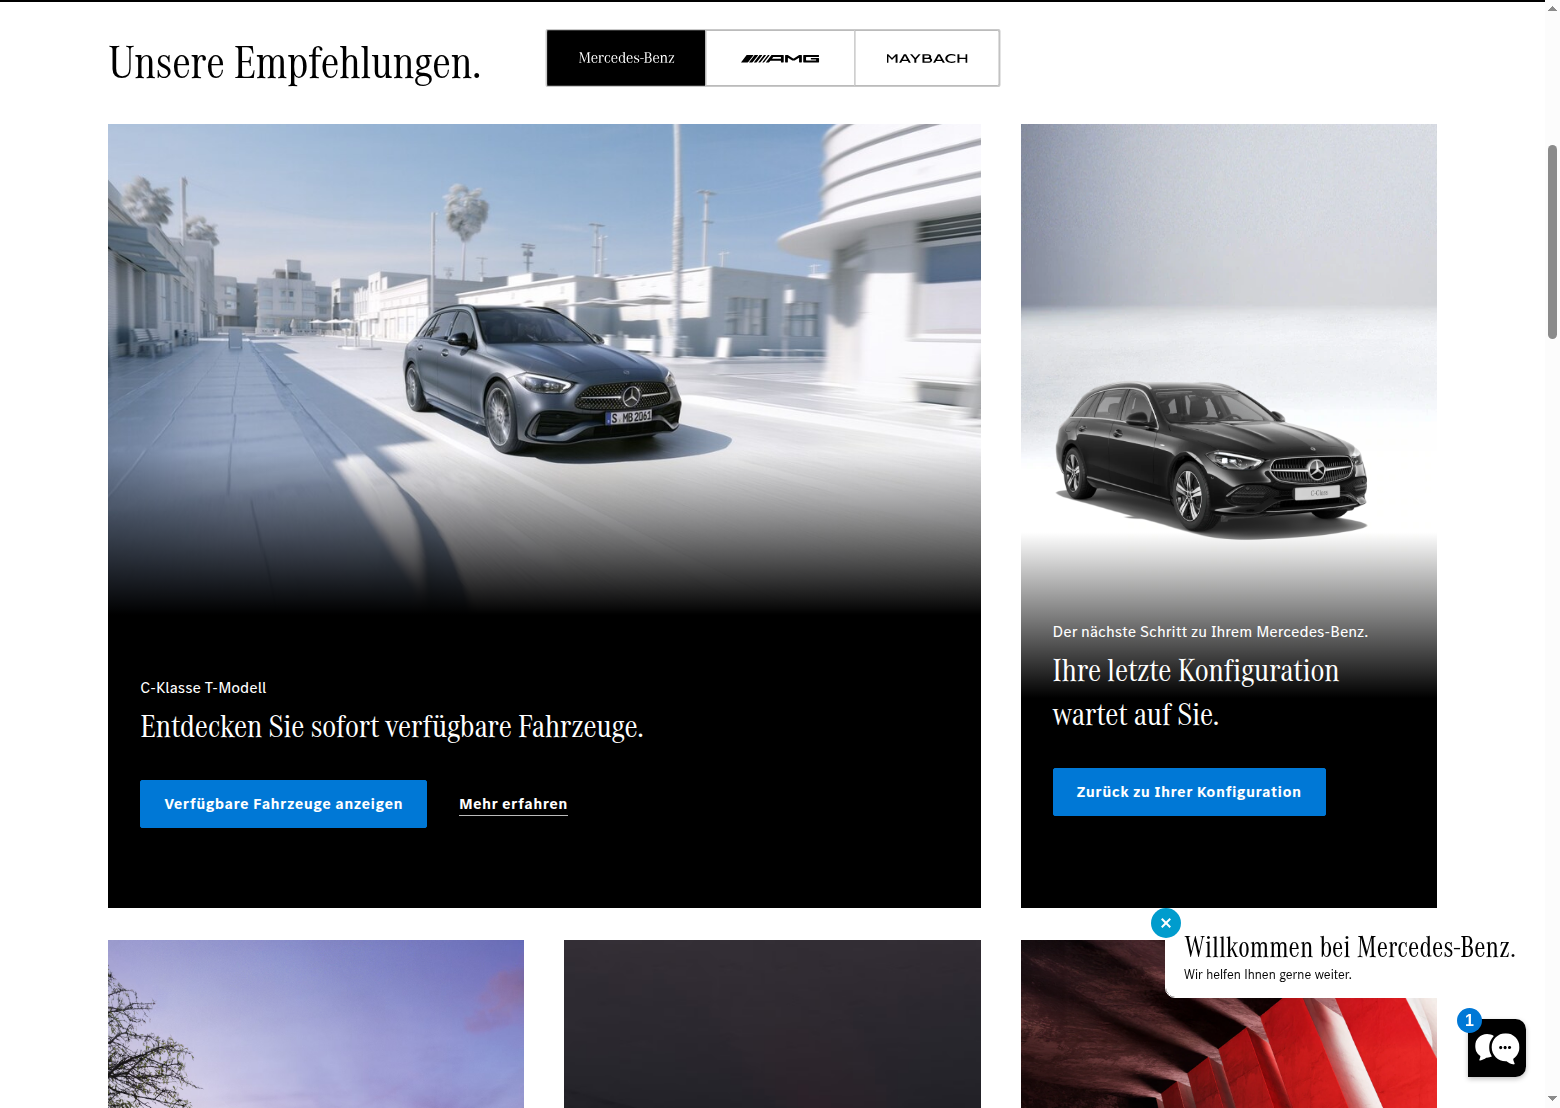 Unsere Empfehlungen.
Mercedes-Benz
AMG
MAYBACH
S MB 2061
C-Class
C-Klasse T-Modell
Entdecken Sie sofort verfügbare Fahrzeuge.
Verfügbare Fahrzeuge anzeigen
Mehr erfahren
Der nächste Schritt zu Ihrem Mercedes-Benz.
Ihre letzte Konfiguration
wartet auf Sie.
Zurück zu Ihrer Konfiguration
Willkommen bei Mercedes-Benz.
Wir helfen Ihnen gerne weiter.
1